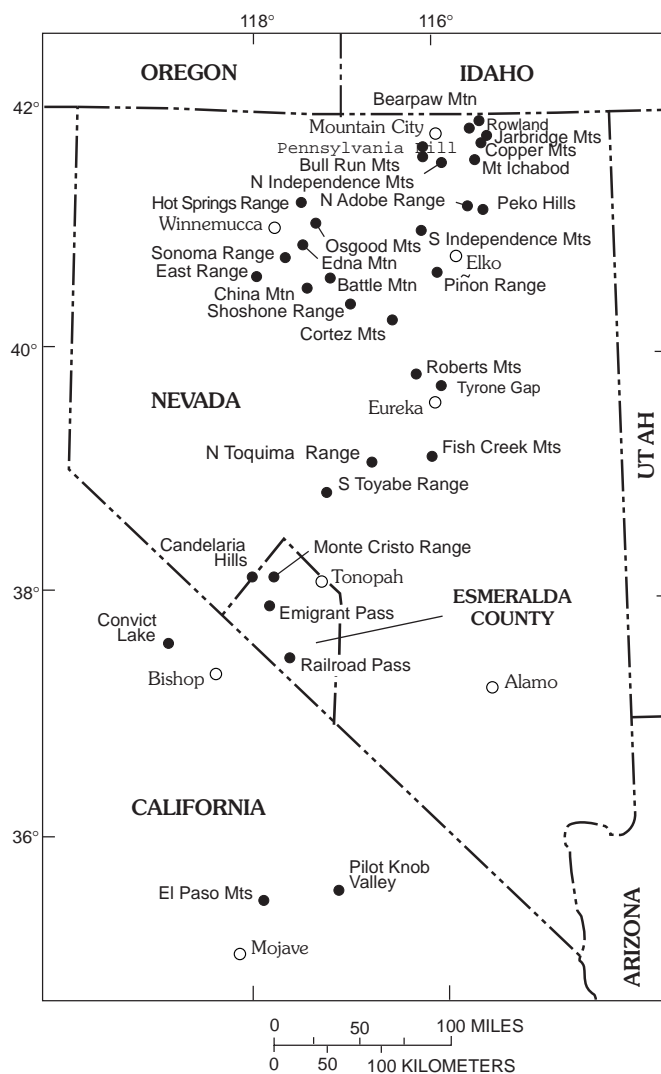 118° 116°
OREGON IDAHO
42°
Bearpaw Mtn
Mountain City Rowland
Jarbridge Mts
Pennsylvania Hill Copper Mts
Bull Run Mts Mt Ichabod
N Independence Mts
Hot Springs Range N Adobe Range Peko Hills
Winnemucca
Osgood Mts S Independence Mts
Sonoma Range Edna Mtn Elko
East Range Battle Mtn Piñon Range
China Mtn
Shoshone Range
Cortez Mts
40°
Roberts Mts
Tyrone Gap
NEVADA
Eureka
UT AH
N Toquima Range Fish Creek Mts
S Toyabe Range
Candelaria
Hills
Monte Cristo Range
Tonopah
38°
ESMERALDA
COUNTY
Emigrant Pass
Convict
Lake
Railroad Pass
Bishop
Alamo
CALIFORNIA
36°
Pilot Knob
Valley
El Paso Mts
Mojave
ARIZONA
0 50 100 MILES
0 50 100 KILOMETERS